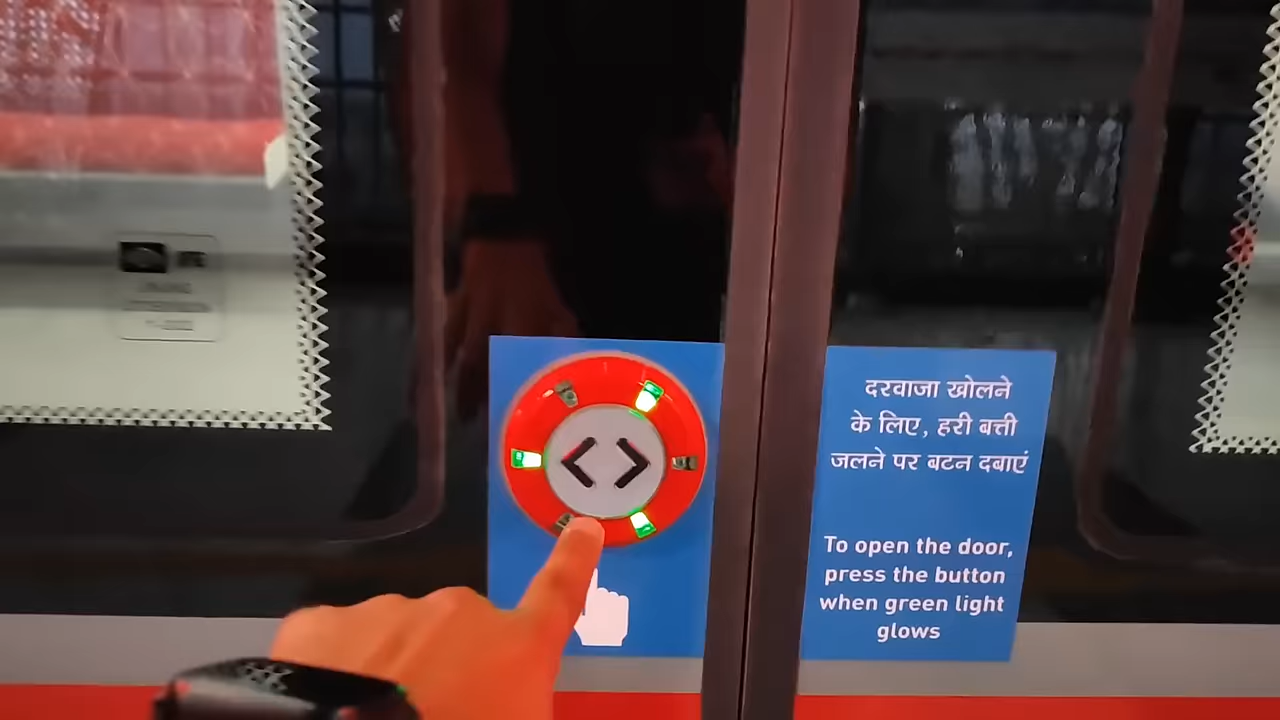 दरवाजा खोलने
के लिए, हरी बत्ती
जलने पर बटन दबाएं
To open the door,
press the button
when green light
glows